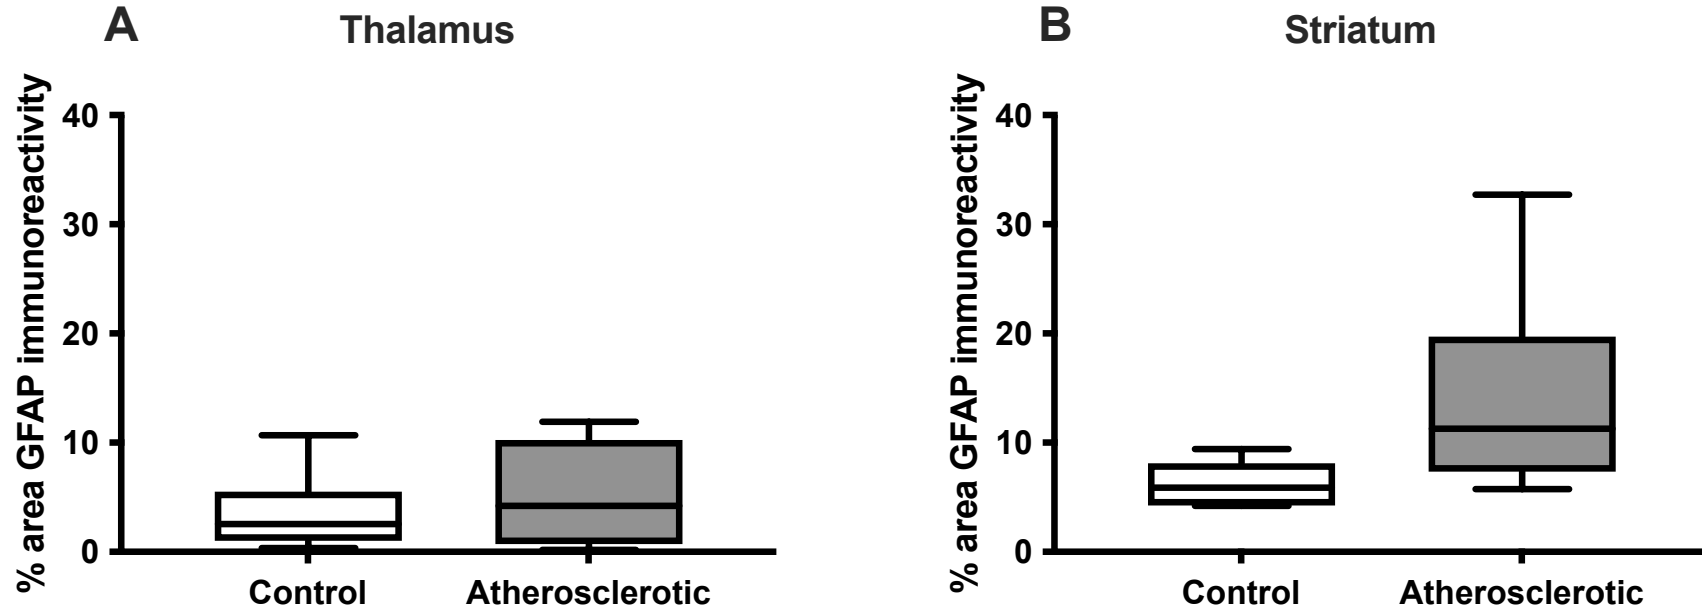 A
Thalamus
% area GFAP immunoreactivity
40
30
20
10
0
Control
Atherosclerotic
B
Striatum
% area GFAP immunoreactivity
40
30
20
10
0
Control
Atherosclerotic